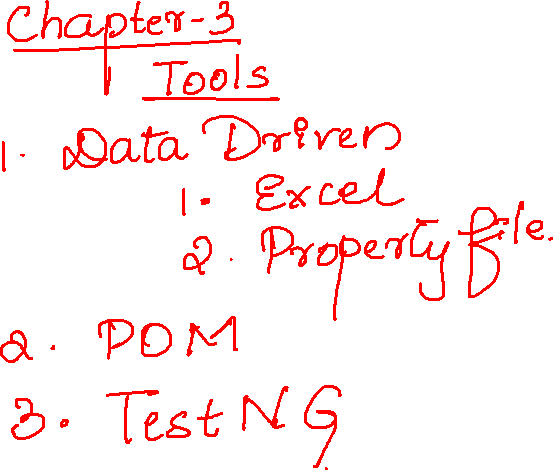 Chapter-3
Tools
1. Data Driven
1. Excel
2. Property file.
2. POM
3. TestNG